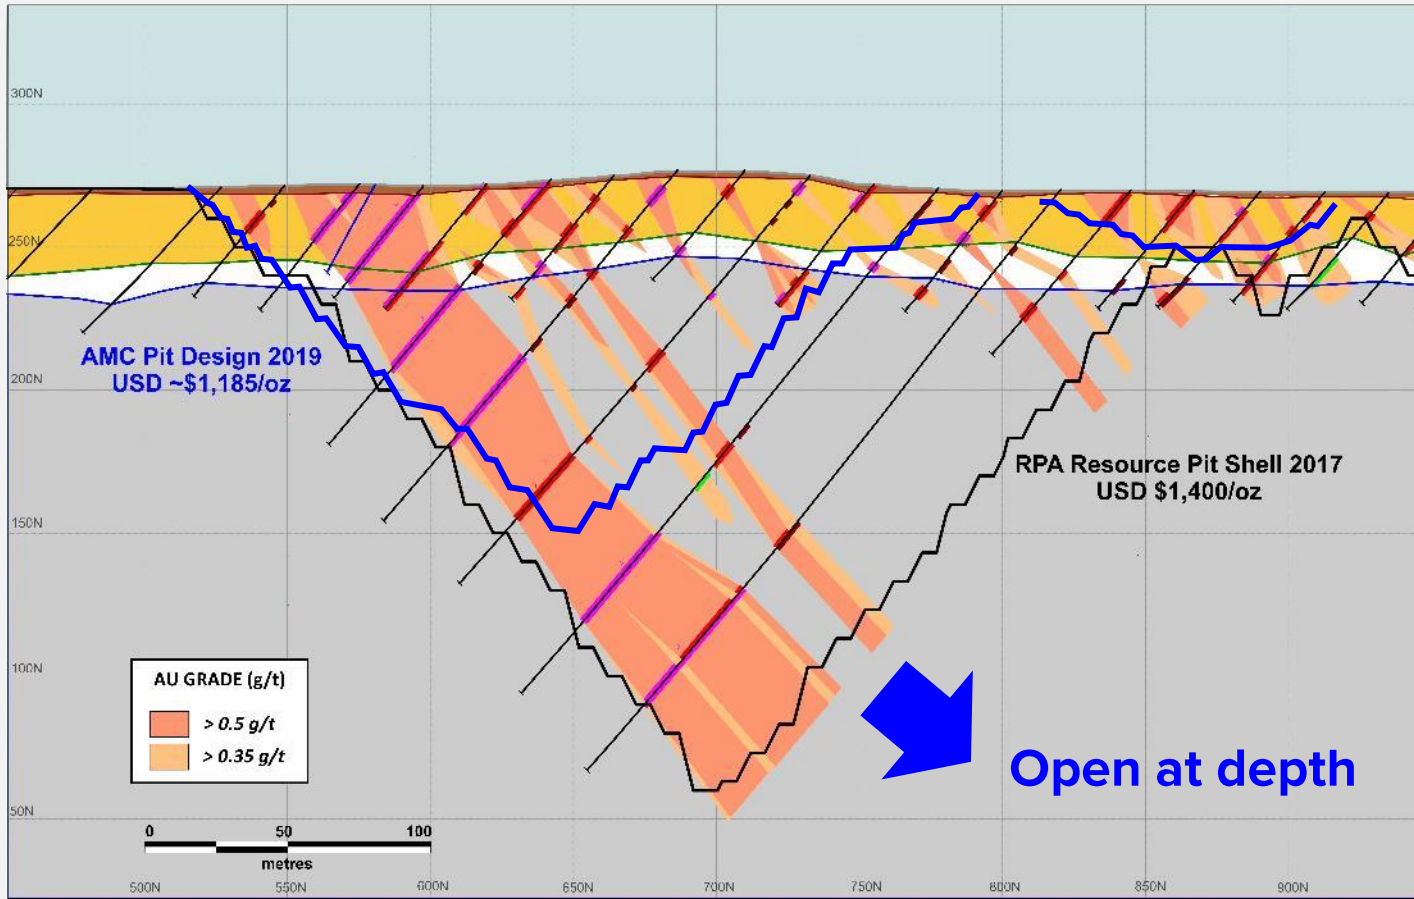 300N
250N
AMC Pit Design 2019
USD ~$1,185/oz
200N
RPA Resource Pit Shell 2017
USD $1,400/oz
150N
100N
AU GRADE (g/t)
> 0.5 g/t
> 0.35 g/t
Open at depth
50N
0 50 100
metres
500N 550N 600N 650N 700N 750N 800N 850N 900N